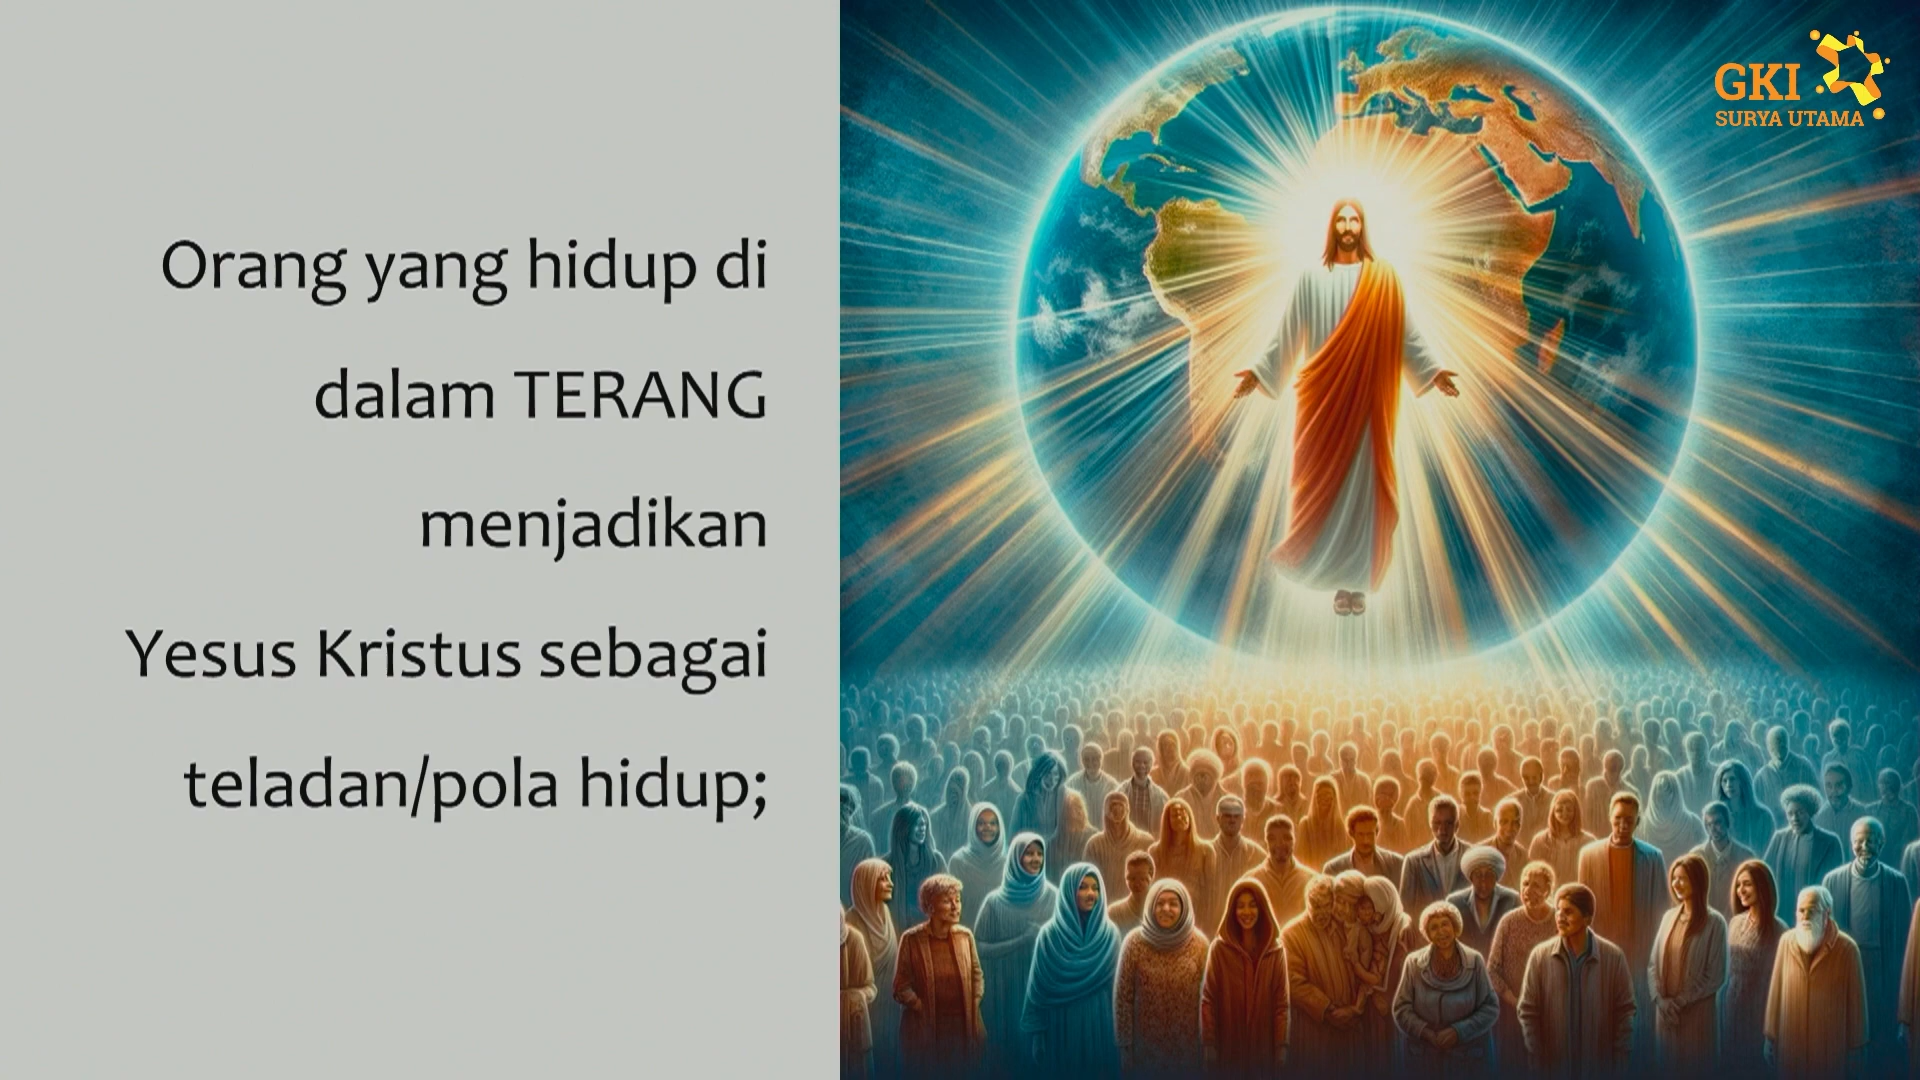 Orang yang hidup di
dalam TERANG
menjadikan
Yesus Kristus sebagai
teladan/pola hidup;
GKI
SURYA UTAMA